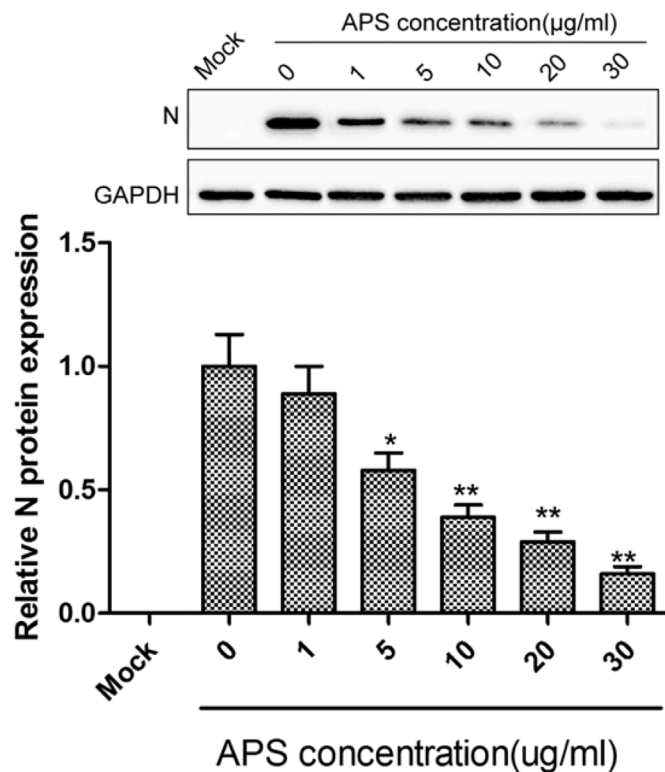 APS concentration(µg/ml)
Mock 0 1 5 10 20 30
N
GAPDH
Relative N protein expression
1.5
1.0
0.5
0.0
*
**
**
**
Mock 0 1 5 10 20 30
APS concentration(ug/ml)